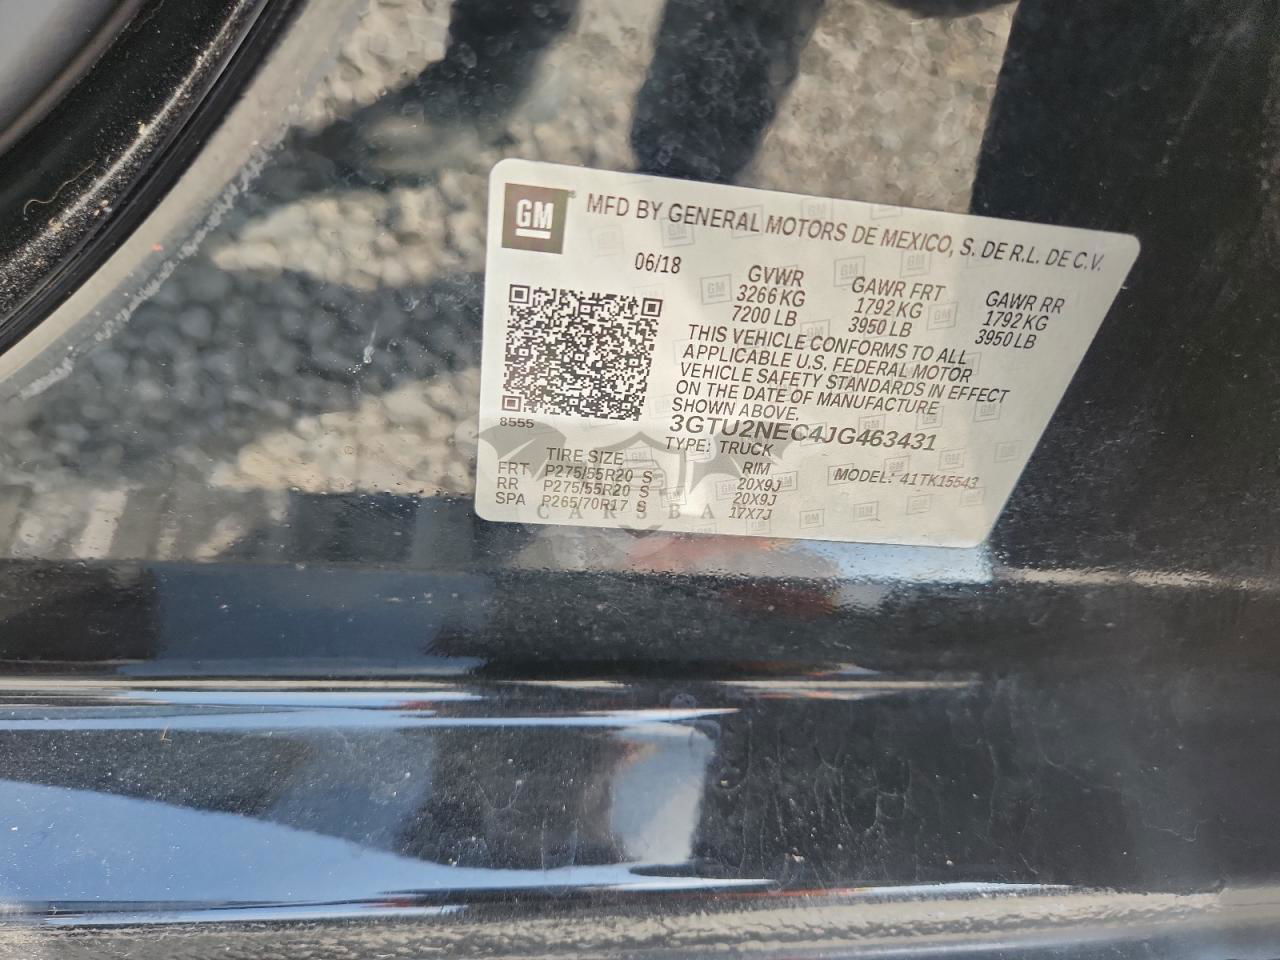 GM
MFD BY GENERAL MOTORS DE MEXICO, S. DE R.L. DE C.V.
06/18
GVWR GAWR FRT GAWR RR
3266 KG 1792 KG 1792 KG
7200 LB 3950 LB 3950 LB
THIS VEHICLE CONFORMS TO ALL
APPLICABLE U.S. FEDERAL MOTOR
VEHICLE SAFETY STANDARDS IN EFFECT
ON THE DATE OF MANUFACTURE
SHOWN ABOVE.
8555
3GTU2NEC4JG463431
TYPE: TRUCK
MODEL: 41TK15543
TIRE SIZE RIM
FRT P275/55R20 S 20X9J
RR P275/55R20 S 20X9J
SPA P265/70R17 S 17X7J
CARSBA